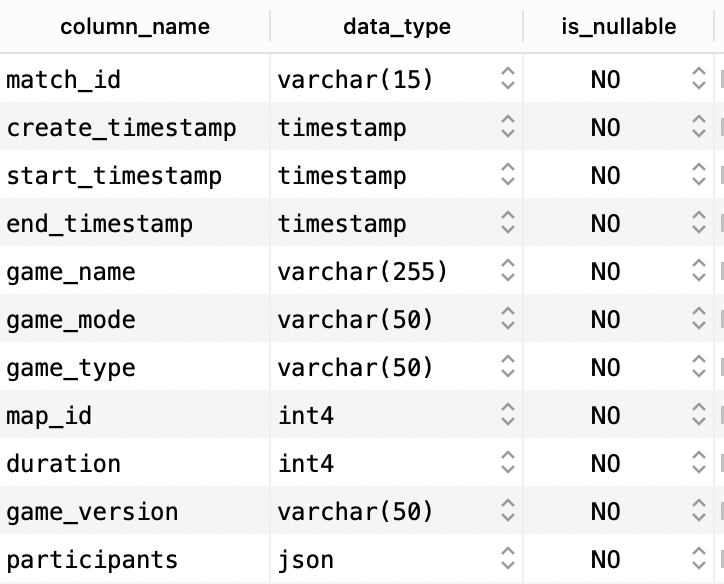 column_name data_type is_nullable
match_id varchar(15) NO
create_timestamp timestamp NO
start_timestamp timestamp NO
end_timestamp timestamp NO
game_name varchar(255) NO
game_mode varchar(50) NO
game_type varchar(50) NO
map_id int4 NO
duration int4 NO
game_version varchar(50) NO
participants json NO